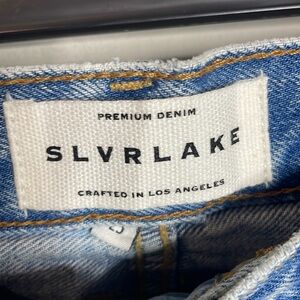 PREMIUM DENIM
SLVRLAKE
CRAFTED IN LOS ANGELES